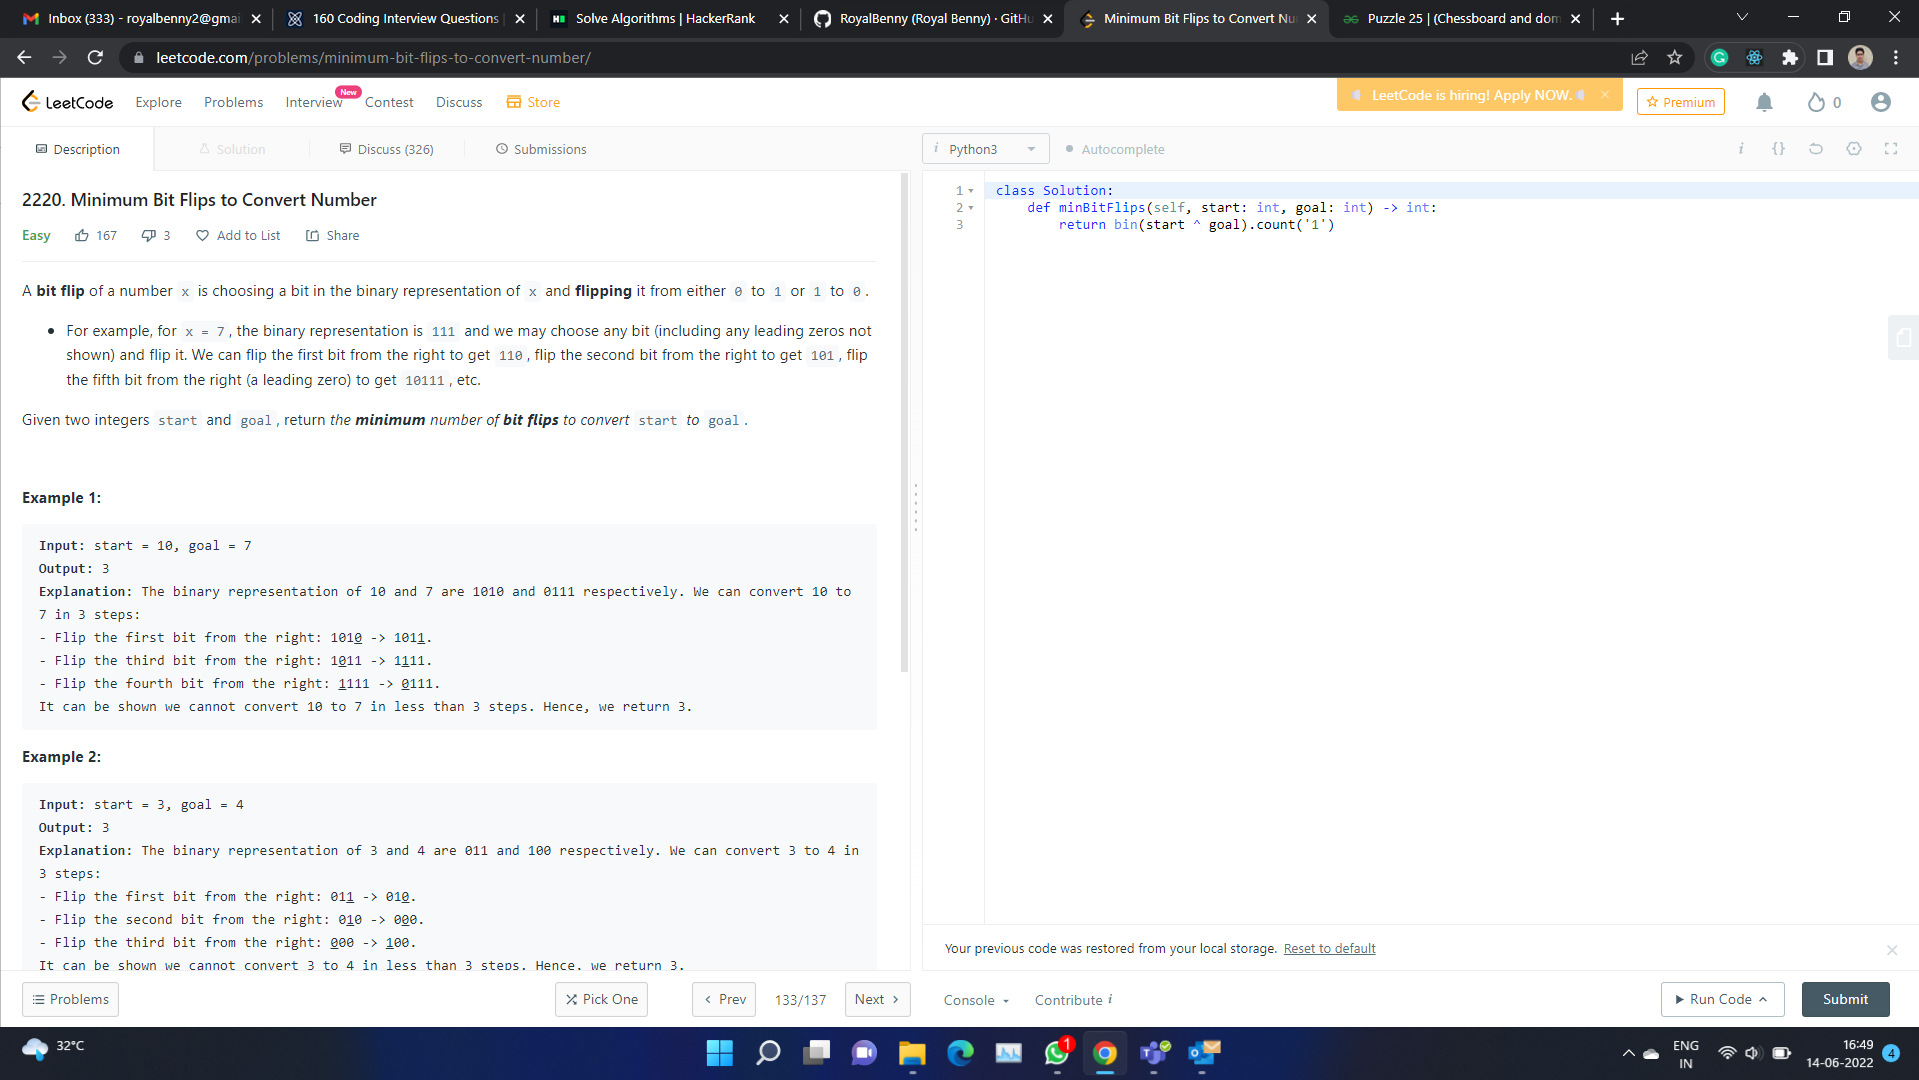 Inbox (333) - royalbenny2@gmai
160 Coding Interview Questions
Solve Algorithms | HackerRank
RoyalBenny (Royal Benny) · GitHu
Minimum Bit Flips to Convert Nu
Puzzle 25 | (Chessboard and dom
leetcode.com/problems/minimum-bit-flips-to-convert-number/
LeetCode Explore Problems Interview New Contest Discuss Store
LeetCode is hiring! Apply NOW.
Premium 0
Description Solution Discuss (326) Submissions
Python3 Autocomplete
2220. Minimum Bit Flips to Convert Number
Easy 167 3 Add to List Share
A bit flip of a number x is choosing a bit in the binary representation of x and flipping it from either 0 to 1 or 1 to 0.
• For example, for x = 7, the binary representation is 111 and we may choose any bit (including any leading zeros not
shown) and flip it. We can flip the first bit from the right to get 110, flip the second bit from the right to get 101, flip
the fifth bit from the right (a leading zero) to get 10111, etc.
Given two integers start and goal, return the minimum number of bit flips to convert start to goal.
Example 1:
Input: start = 10, goal = 7
Output: 3
Explanation: The binary representation of 10 and 7 are 1010 and 0111 respectively. We can convert 10 to
7 in 3 steps:
- Flip the first bit from the right: 1010 -> 1011.
- Flip the third bit from the right: 1011 -> 1111.
- Flip the fourth bit from the right: 1111 -> 0111.
It can be shown we cannot convert 10 to 7 in less than 3 steps. Hence, we return 3.
Example 2:
Input: start = 3, goal = 4
Output: 3
Explanation: The binary representation of 3 and 4 are 011 and 100 respectively. We can convert 3 to 4 in
3 steps:
- Flip the first bit from the right: 011 -> 010.
- Flip the second bit from the right: 010 -> 000.
- Flip the third bit from the right: 000 -> 100.
It can be shown we cannot convert 3 to 4 in less than 3 steps. Hence, we return 3.
1 class Solution:
2 def minBitFlips(self, start: int, goal: int) -> int:
3 return bin(start ^ goal).count('1')
Your previous code was restored from your local storage. Reset to default
Problems Pick One Prev 133/137 Next
Console Contribute i
Run Code Submit
32°C
1
ENG
IN
16:49
14-06-2022
4